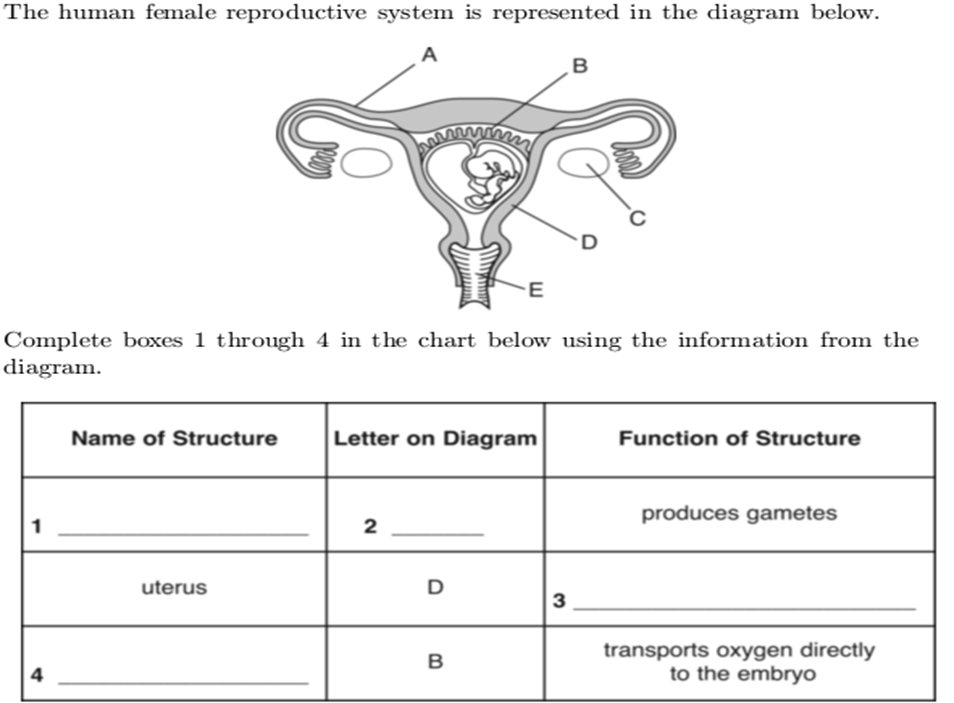 The human female reproductive system is represented in the diagram below.
A
B
C
D
E
Complete boxes 1 through 4 in the chart below using the information from the
diagram.
Name of Structure
Letter on Diagram
Function of Structure
1
2
produces gametes
uterus
D
3
4
B
transports oxygen directly
to the embryo